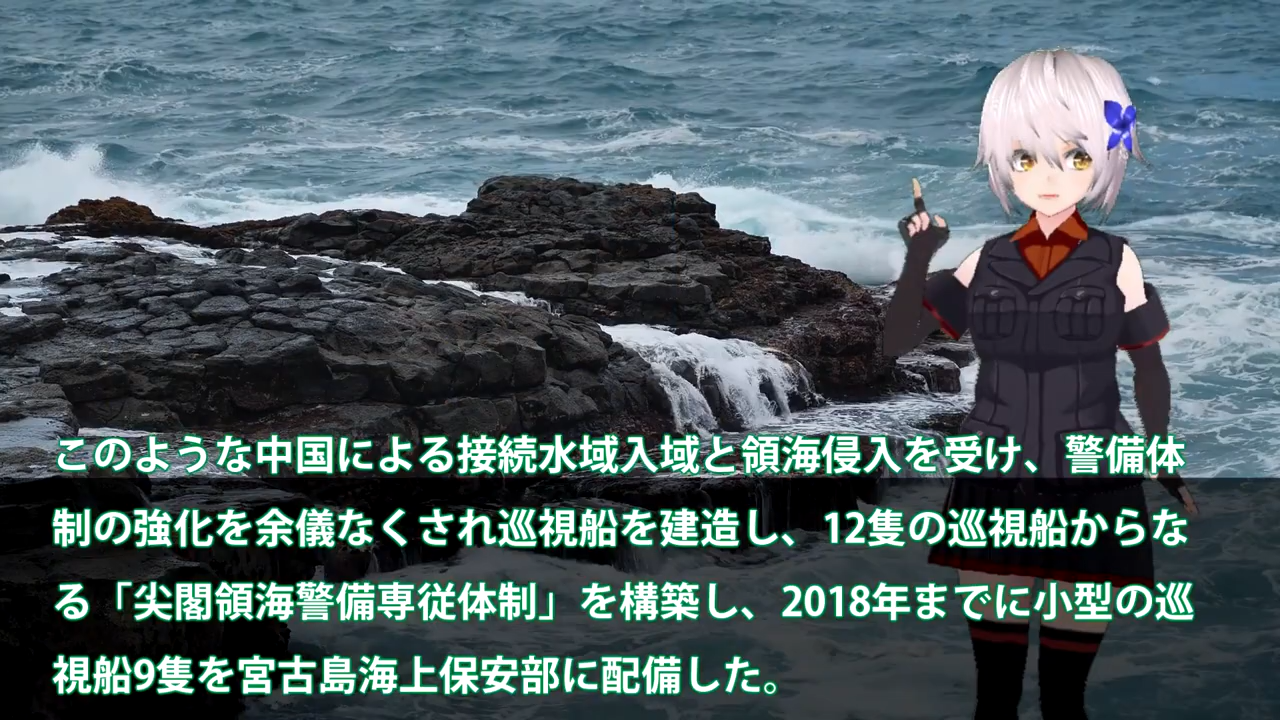 このような中国による接続水域入域と領海侵入を受け、警備体
制の強化を余儀なくされ巡視船を建造し、12隻の巡視船からな
る「尖閣領海警備専従体制」を構築し、2018年までに小型の巡
視船9隻を宮古島海上保安部に配備した。